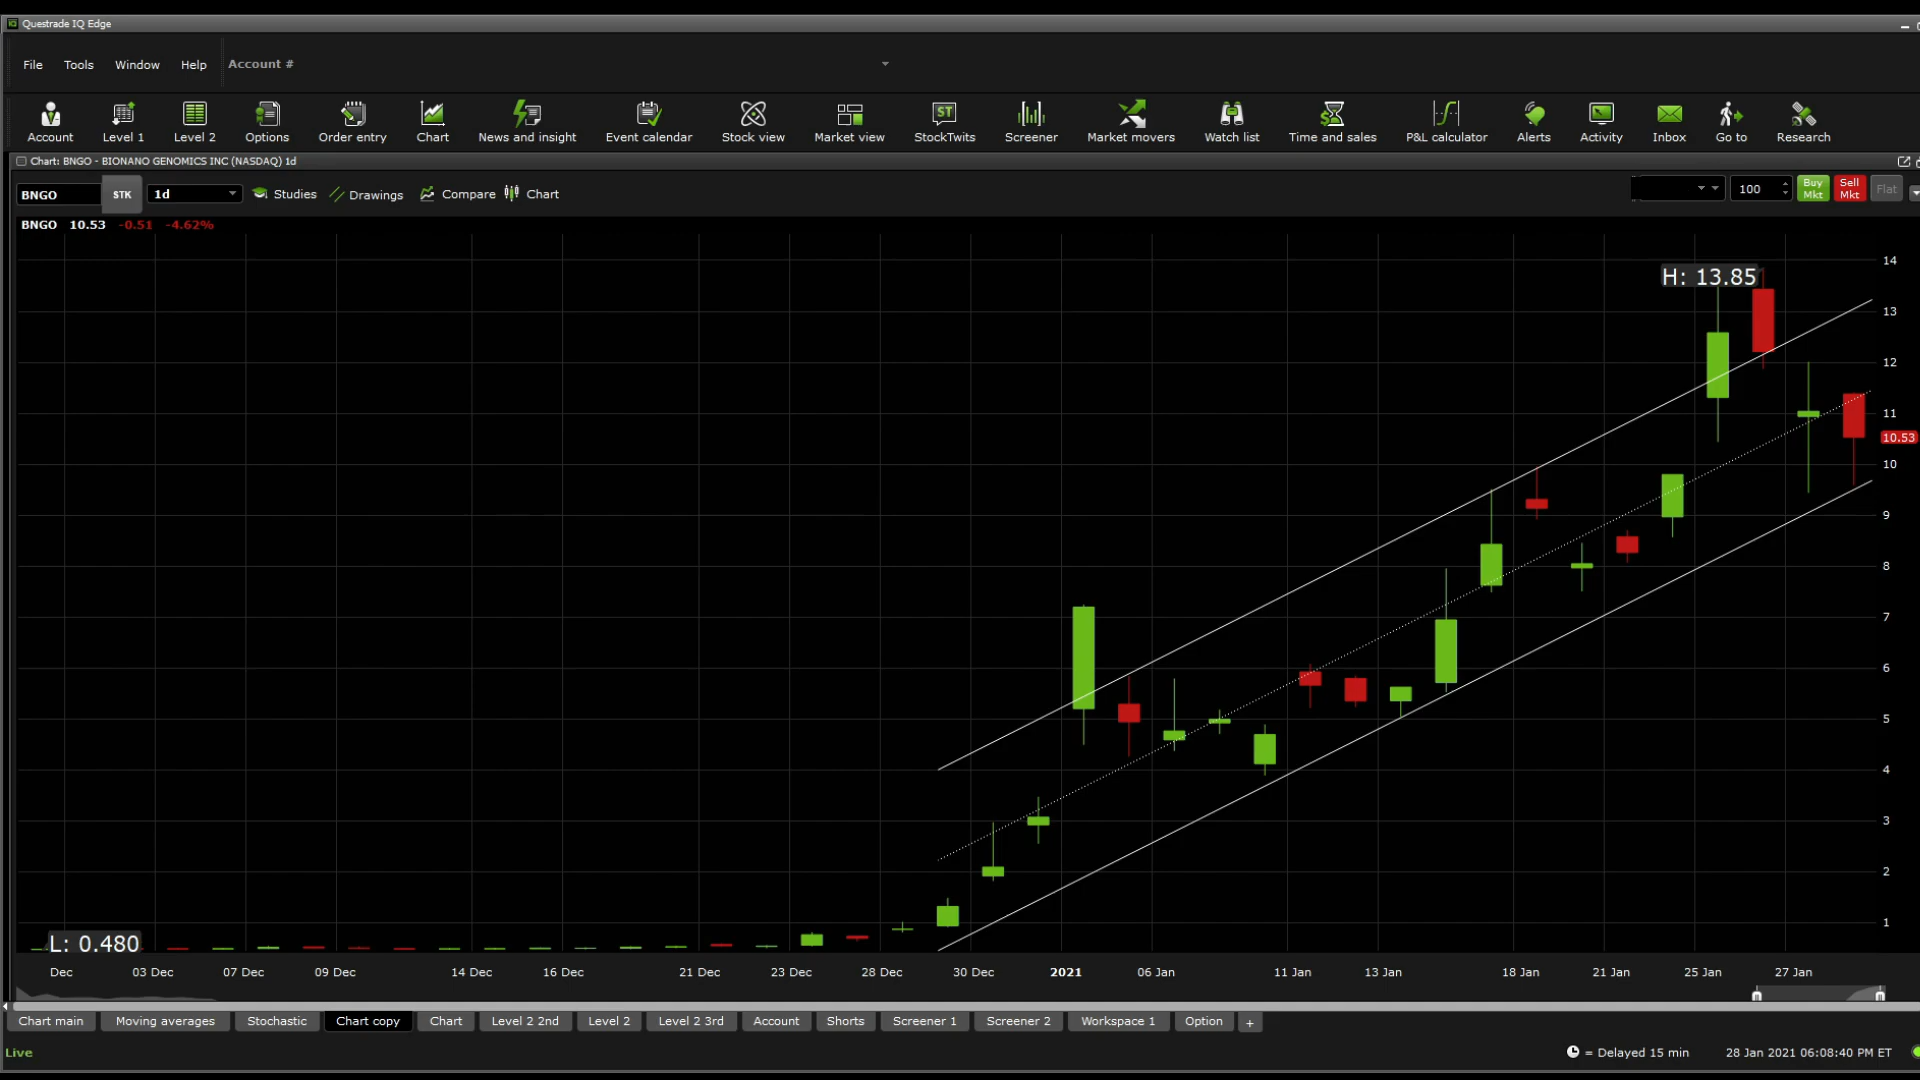 Questrade IQ Edge
File Tools Window Help Account #
Account Level 1 Level 2 Options Order entry Chart News and insight Event calendar Stock view Market view StockTwits Screener Market movers Watch list Time and sales P&L calculator Alerts Activity Inbox Go to Research
Chart: BNGO - BIONANO GENOMICS INC (NASDAQ) 1d
BNGO STK 1d Studies Drawings Compare Chart 100 Buy Mkt Sell Mkt Flat
BNGO 10.53 -0.51 -4.62%
14
H: 13.85
13
12
11
10.53
10
9
8
7
6
5
4
3
2
1
L: 0.480
Dec 03 Dec 07 Dec 09 Dec 14 Dec 16 Dec 21 Dec 23 Dec 28 Dec 30 Dec 2021 06 Jan 11 Jan 13 Jan 18 Jan 21 Jan 25 Jan 27 Jan
Chart main Moving averages Stochastic Chart copy Chart Level 2 2nd Level 2 Level 2 3rd Account Shorts Screener 1 Screener 2 Workspace 1 Option +
Live = Delayed 15 min 28 Jan 2021 06:08:40 PM ET